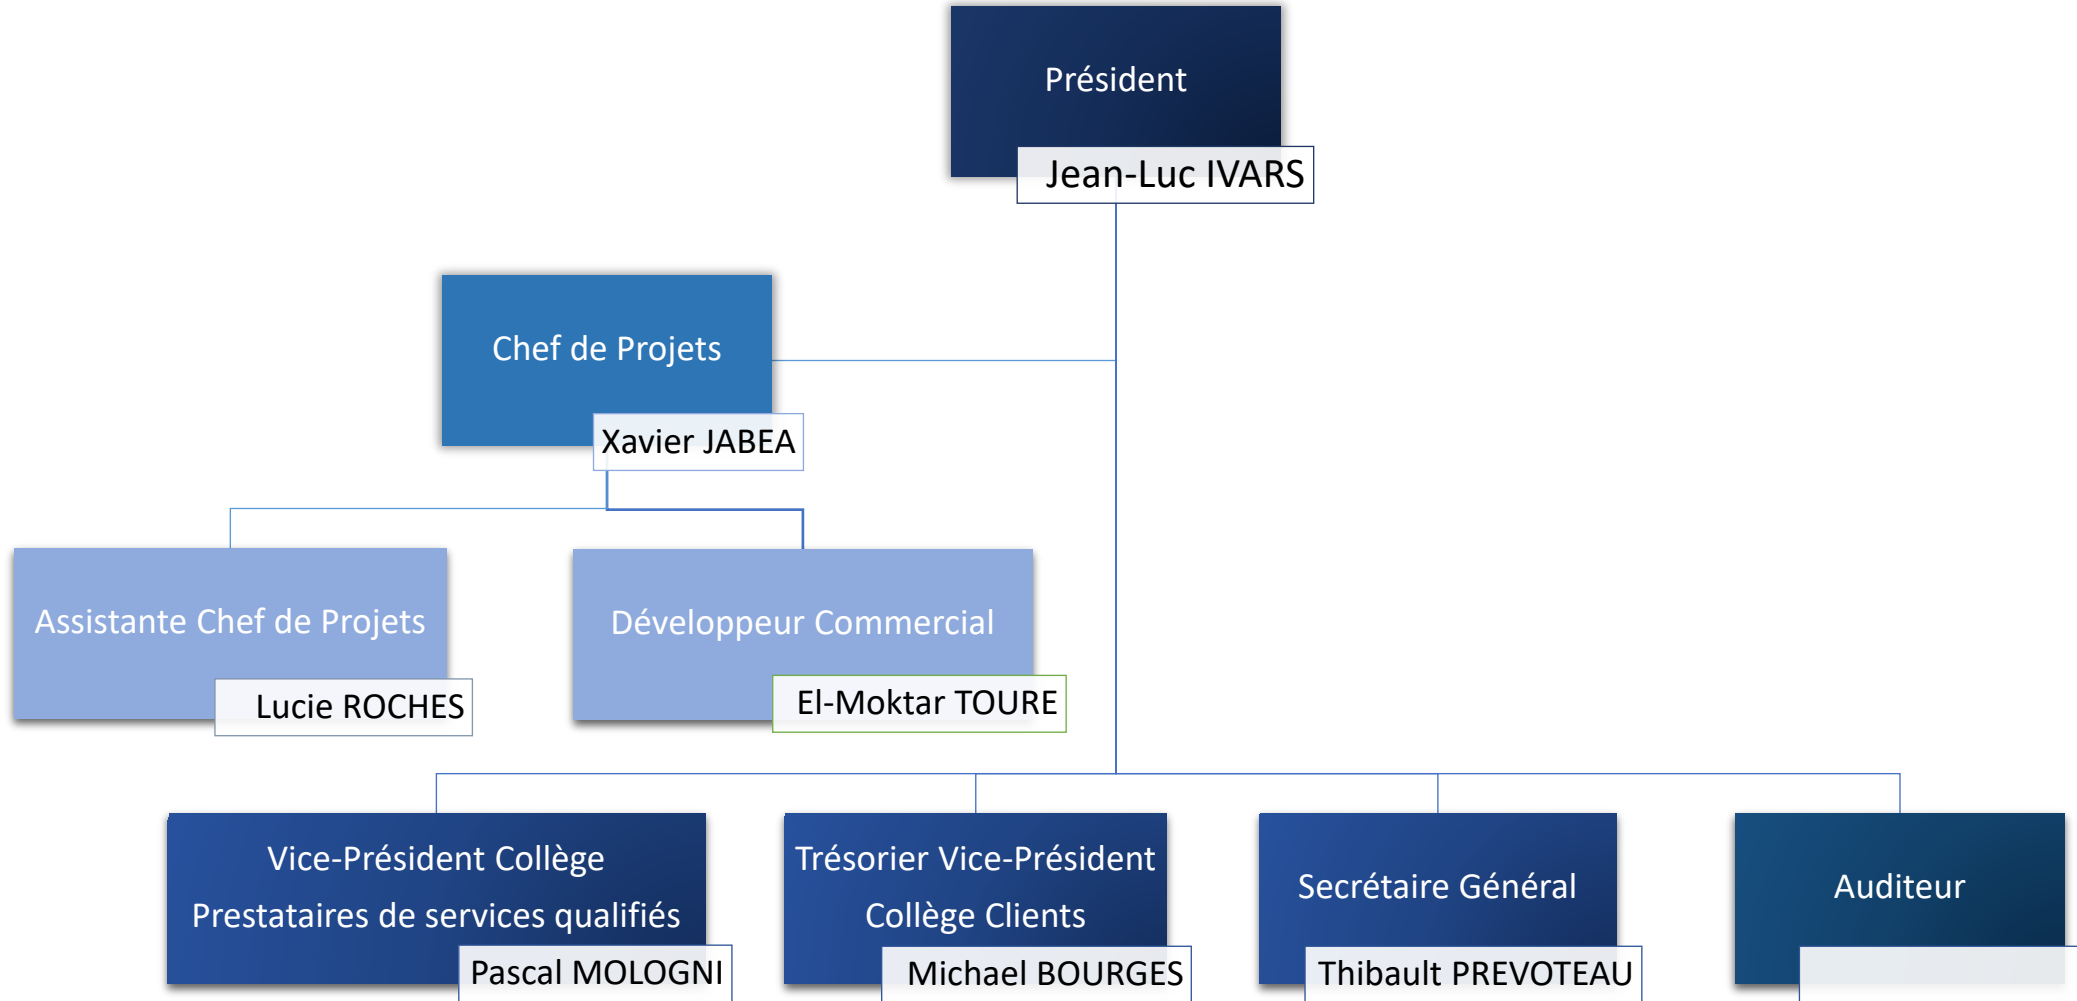 Président
Jean-Luc IVARS
Chef de Projets
Xavier JABEA
Assistante Chef de Projets
Lucie ROCHES
Développeur Commercial
El-Moktar TOURE
Vice-Président Collège
Prestataires de services qualifiés
Pascal MOLOGNI
Trésorier Vice-Président
Collège Clients
Michael BOURGES
Secrétaire Général
Thibault PREVOTEAU
Auditeur